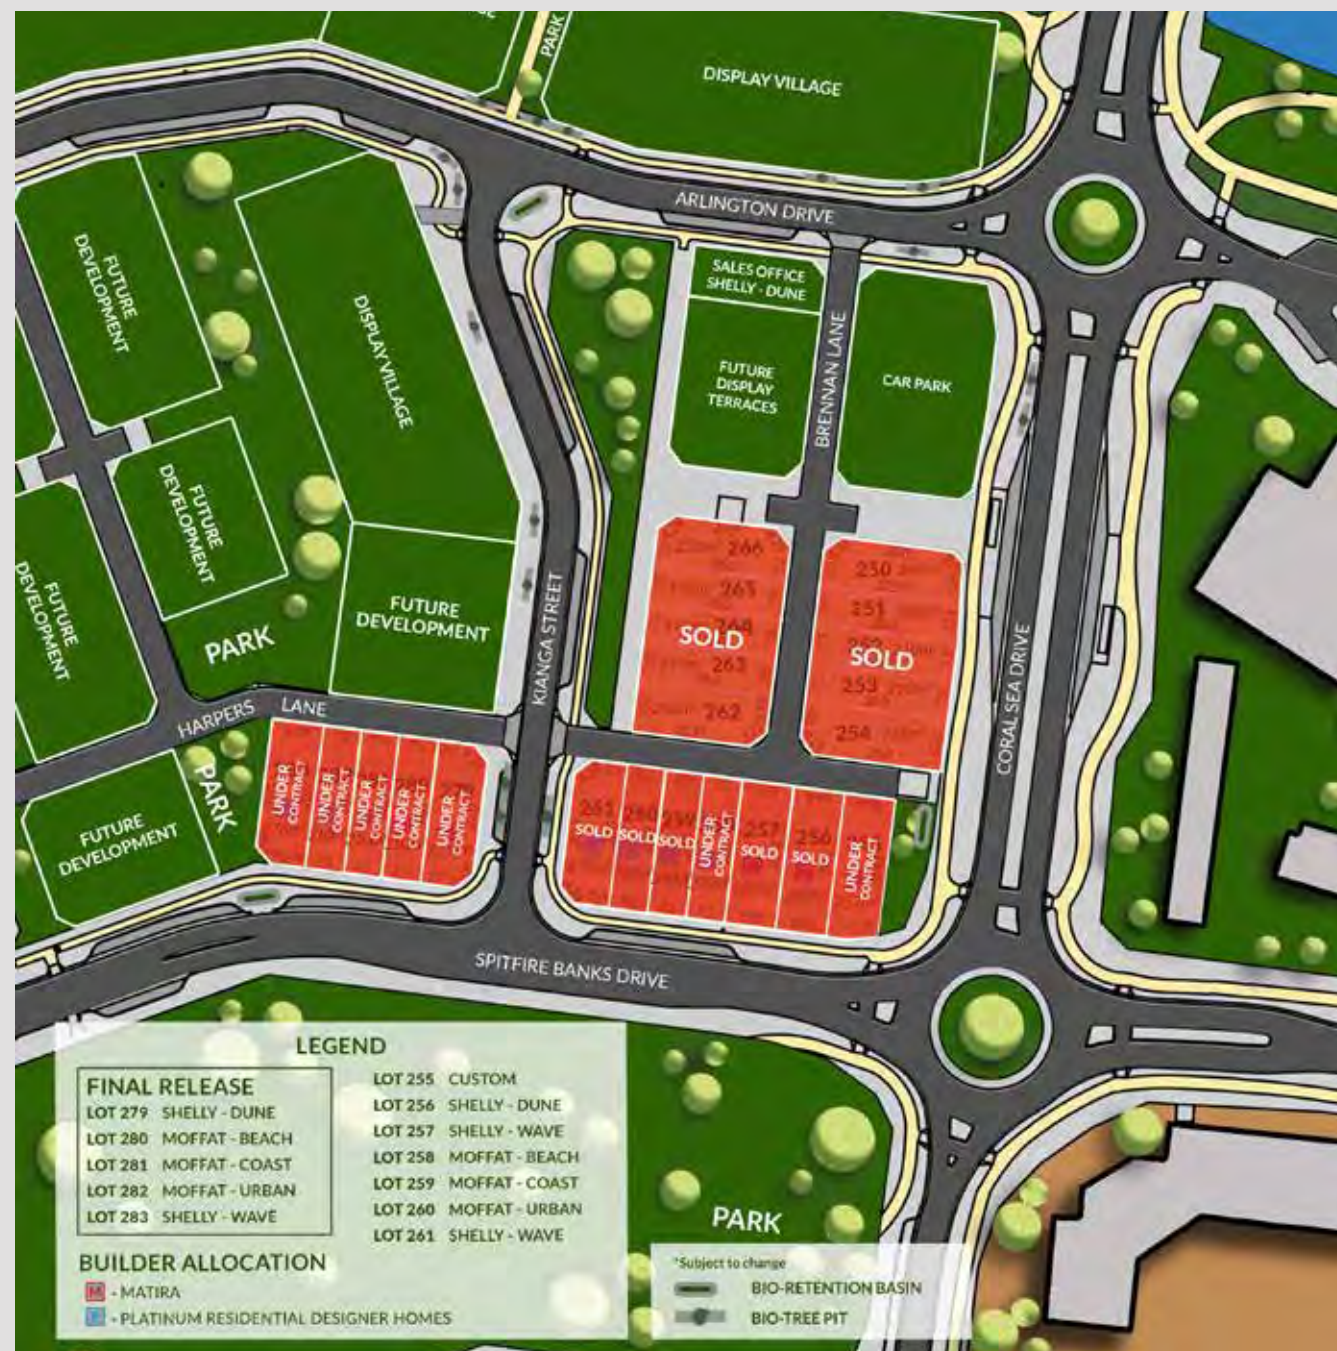 PARK
DISPLAY VILLAGE
ARLINGTON DRIVE
FUTURE
DEVELOPMENT
DISPLAY VILLAGE
SALES OFFICE
SHELLY - DUNE
FUTURE
DISPLAY
TERRACES
BRENNAN LANE
CAR PARK
FUTURE
DEVELOPMENT
FUTURE
DEVELOPMENT
FUTURE
DEVELOPMENT
PARK
KIANGA STREET
266
265
SOLD
263
262
250
251
SOLD
253
254
CORAL SEA DRIVE
HARPERS LANE
PARK
FUTURE
DEVELOPMENT
UNDER
CONTRACT
UNDER
CONTRACT
UNDER
CONTRACT
UNDER
CONTRACT
UNDER
CONTRACT
261
SOLD
260
SOLD
259
SOLD
UNDER
CONTRACT
257
SOLD
256
SOLD
UNDER
CONTRACT
SPITFIRE BANKS DRIVE
LEGEND
FINAL RELEASE
LOT 279 SHELLY - DUNE
LOT 280 MOFFAT - BEACH
LOT 281 MOFFAT - COAST
LOT 282 MOFFAT - URBAN
LOT 283 SHELLY - WAVE
LOT 255 CUSTOM
LOT 256 SHELLY - DUNE
LOT 257 SHELLY - WAVE
LOT 258 MOFFAT - BEACH
LOT 259 MOFFAT - COAST
LOT 260 MOFFAT - URBAN
LOT 261 SHELLY - WAVE
BUILDER ALLOCATION
M - MATIRA
- PLATINUM RESIDENTIAL DESIGNER HOMES
PARK
*Subject to change
BIO-RETENTION BASIN
BIO-TREE PIT